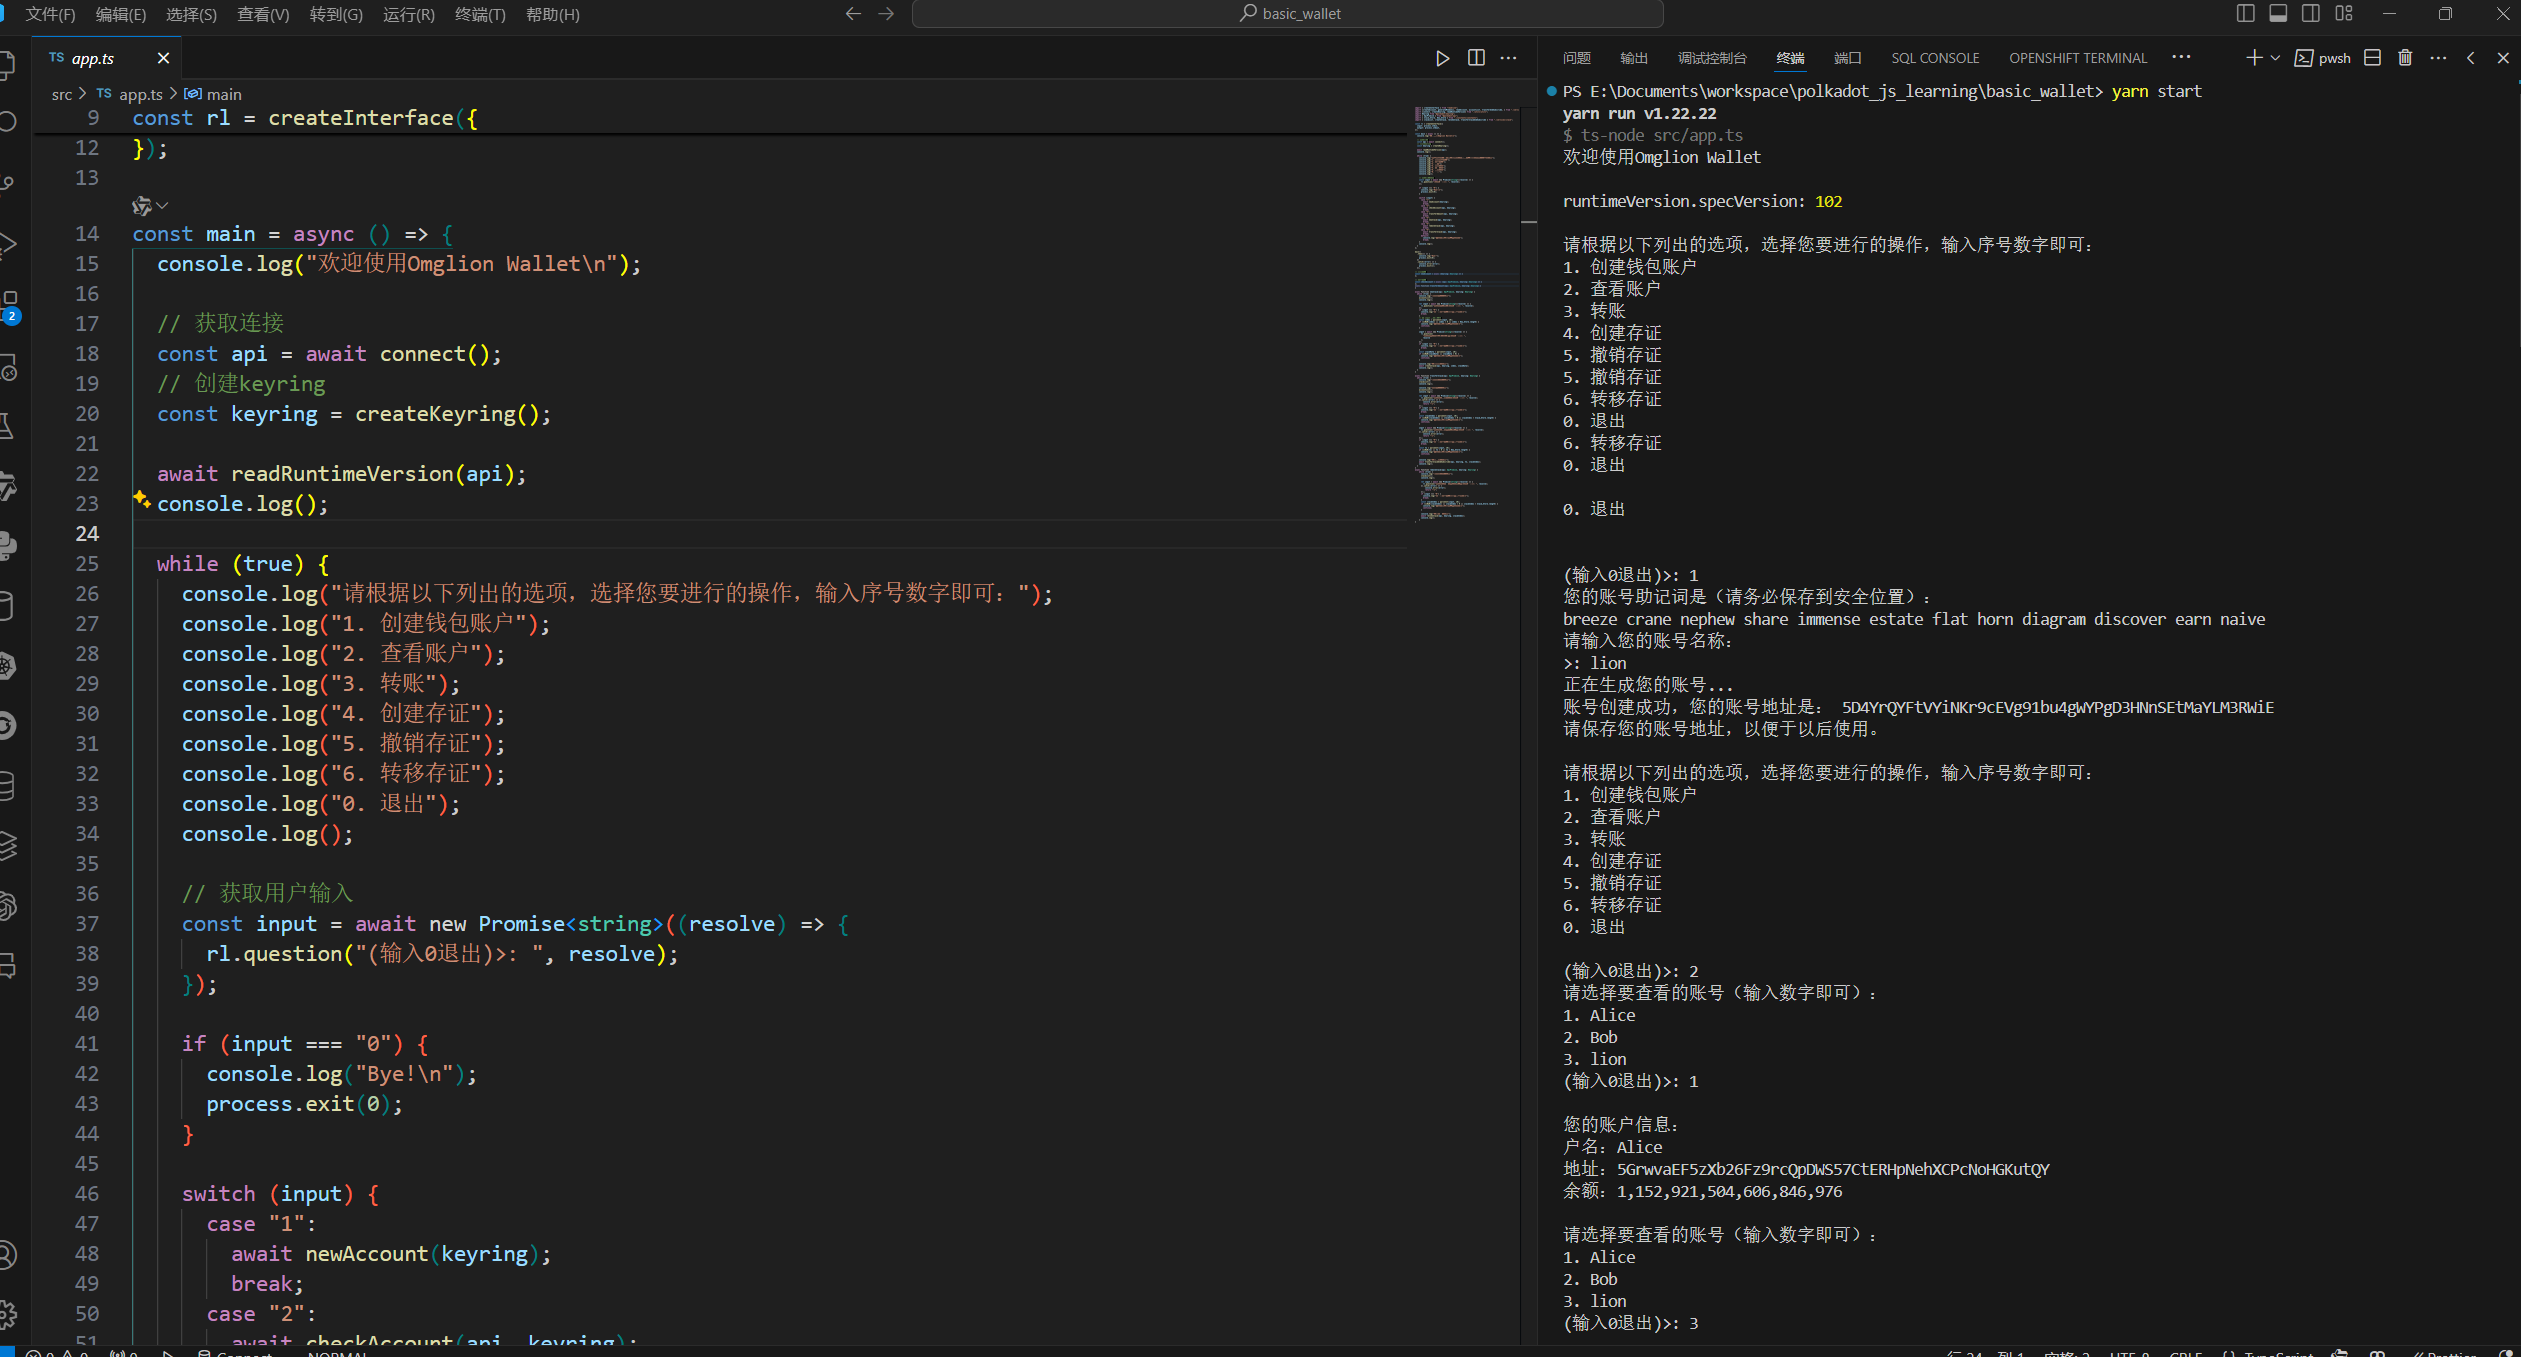 文件(F) 编辑(E) 选择(S) 查看(V) 转到(G) 运行(R) 终端(T) 帮助(H)
basic_wallet
TS app.ts
src > TS app.ts > main
9 const rl = createInterface({
12 });
13
14 const main = async () => {
15 console.log("欢迎使用Omglion Wallet\n");
16
17 // 获取连接
18 const api = await connect();
19 // 创建keyring
20 const keyring = createKeyring();
21
22 await readRuntimeVersion(api);
23 console.log();
24
25 while (true) {
26 console.log("请根据以下列出的选项，选择您要进行的操作，输入序号数字即可：");
27 console.log("1. 创建钱包账户");
28 console.log("2. 查看账户");
29 console.log("3. 转账");
30 console.log("4. 创建存证");
31 console.log("5. 撤销存证");
32 console.log("6. 转移存证");
33 console.log("0. 退出");
34 console.log();
35
36 // 获取用户输入
37 const input = await new Promise<string>((resolve) => {
38 rl.question("(输入0退出)>: ", resolve);
39 });
40
41 if (input === "0") {
42 console.log("Bye!\n");
43 process.exit(0);
44 }
45
46 switch (input) {
47 case "1":
48 await newAccount(keyring);
49 break;
50 case "2":
51 await checkAccount(api, keyring);
2
问题 输出 调试控制台 终端 端口 SQL CONSOLE OPENSHIFT TERMINAL
pwsh
PS E:\Documents\workspace\polkadot_js_learning\basic_wallet> yarn start
yarn run v1.22.22
$ ts-node src/app.ts
欢迎使用Omglion Wallet
runtimeVersion.specVersion: 102
请根据以下列出的选项，选择您要进行的操作，输入序号数字即可：
1. 创建钱包账户
2. 查看账户
3. 转账
4. 创建存证
5. 撤销存证
5. 撤销存证
6. 转移存证
0. 退出
6. 转移存证
0. 退出
0. 退出
(输入0退出)>: 1
您的账号助记词是（请务必保存到安全位置）：
breeze crane nephew share immense estate flat horn diagram discover earn naive
请输入您的账号名称：
>: lion
正在生成您的账号...
账号创建成功，您的账号地址是： 5D4YrQYFtVYiNKr9cEVg91bu4gWYPgD3HNnSEtMaYLM3RWiE
请保存您的账号地址，以便于以后使用。
请根据以下列出的选项，选择您要进行的操作，输入序号数字即可：
1. 创建钱包账户
2. 查看账户
3. 转账
4. 创建存证
5. 撤销存证
6. 转移存证
0. 退出
(输入0退出)>: 2
请选择要查看的账号（输入数字即可）：
1. Alice
2. Bob
3. lion
(输入0退出)>: 1
您的账户信息：
户名：Alice
地址：5GrwvaEF5zXb26Fz9rcQpDWS57CtERHpNehXCPcNoHGKutQY
余额：1,152,921,504,606,846,976
请选择要查看的账号（输入数字即可）：
1. Alice
2. Bob
3. lion
(输入0退出)>: 3
0 0 0 Connect NORMAL
行 24，列 1 空格: 2 UTF-8 CRLF {} TypeScript Prettier